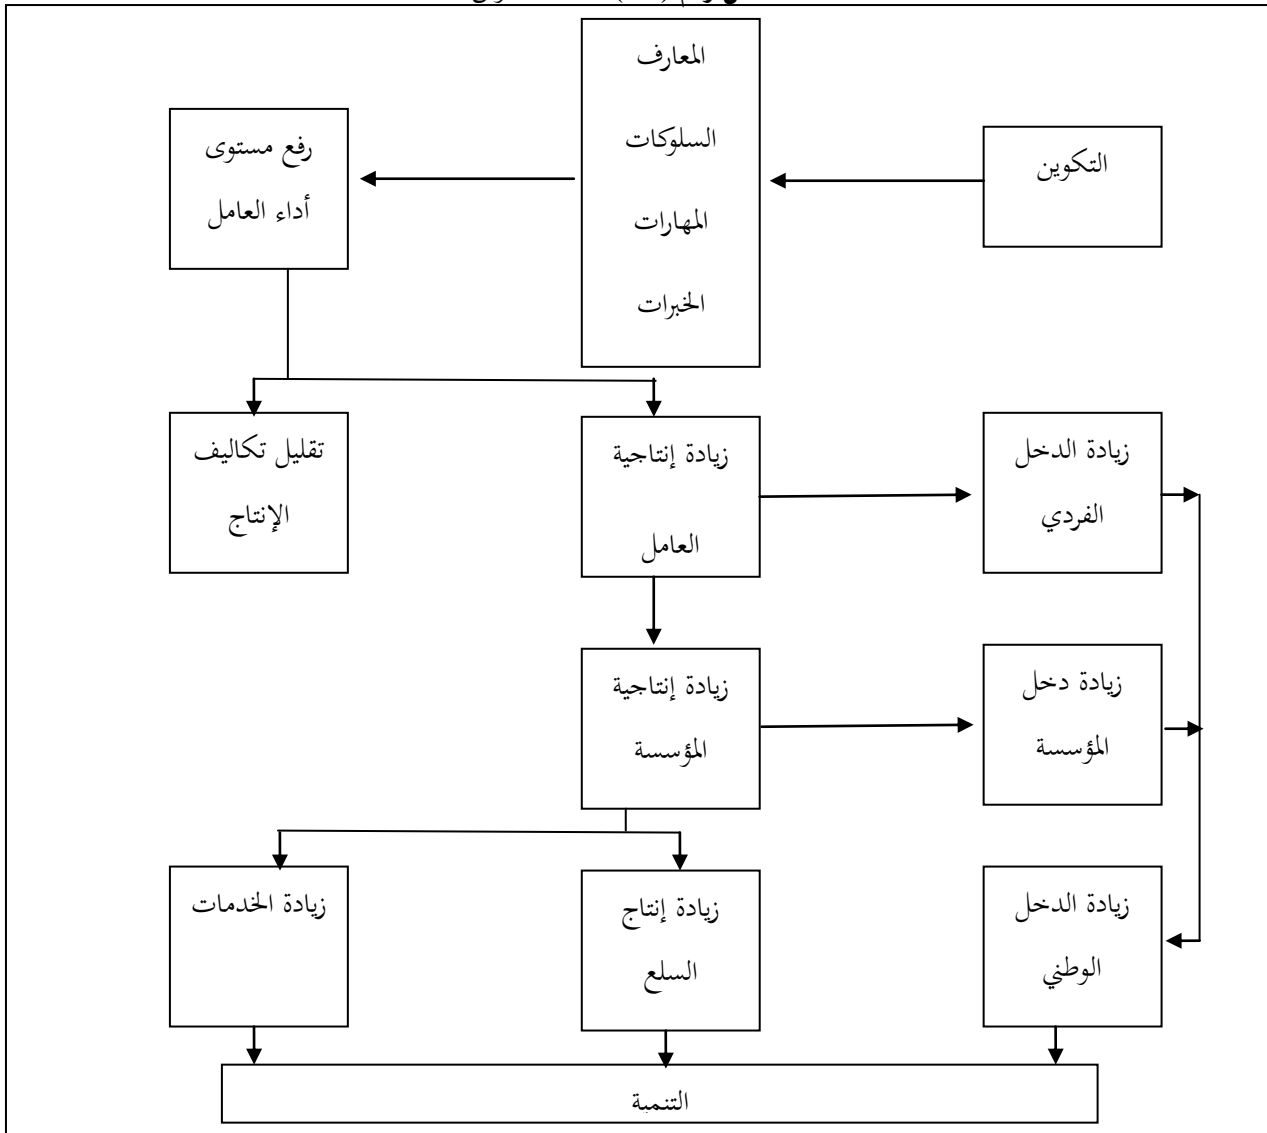 التكوين
المعارف
السلوكات
المهارات
الخبرات
رفع مستوى
أداء العامل
زيادة الدخل
الفردي
زيادة إنتاجية
العامل
تقليل تكاليف
الإنتاج
زيادة دخل
المؤسسة
زيادة إنتاجية
المؤسسة
زيادة الدخل
الوطني
زيادة إنتاج
السلع
زيادة الخدمات
التنمية